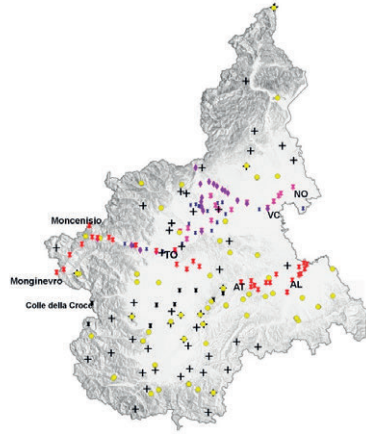 NO
VC
Moncenisio
TO
Monginevro
AT
AL
Colle della Croce